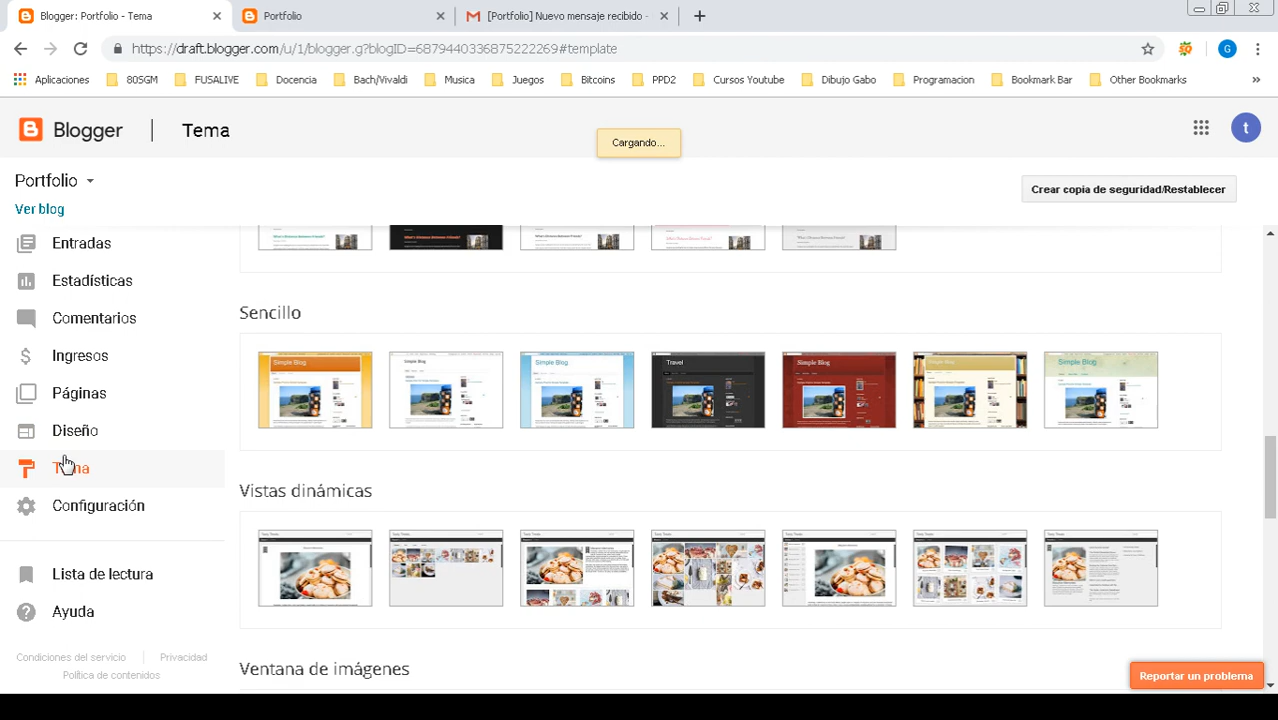 Blogger: Portfolio - Tema
Portfolio
[Portfolio] Nuevo mensaje recibido -
https://draft.blogger.com/u/1/blogger.g?blogID=6879440336875222269#template
G
Aplicaciones
80SGM
FUSALIVE
Docencia
Bach/Vivaldi
Musica
Juegos
Bitcoins
PPD2
Cursos Youtube
Dibujo Gabo
Programacion
Bookmark Bar
Other Bookmarks
Blogger
Tema
Cargando...
t
Portfolio
Crear copia de seguridad/Restablecer
Ver blog
Entradas
Estadísticas
Comentarios
Ingresos
Páginas
Diseño
Tema
Configuración
Lista de lectura
Ayuda
Condiciones del servicio
Privacidad
Política de contenidos
Sencillo
Simple Blog
Simple Blog
Simple Blog
Travel
Simple Blog
Simple Blog
Simple Blog
Vistas dinámicas
Ventana de imágenes
Reportar un problema